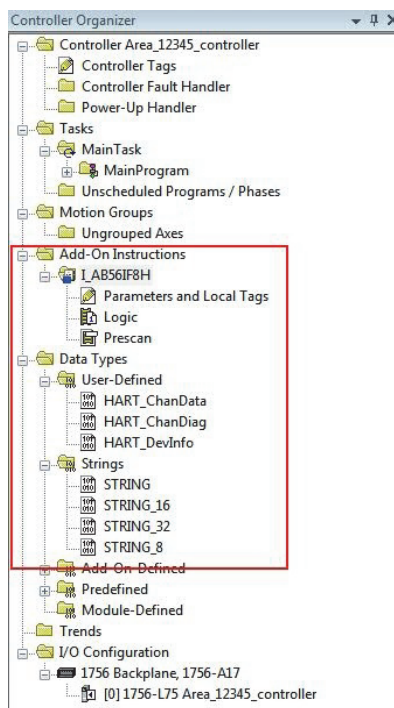 Controller Organizer
Controller Area_12345_controller
Controller Tags
Controller Fault Handler
Power-Up Handler
Tasks
MainTask
MainProgram
Unscheduled Programs / Phases
Motion Groups
Ungrouped Axes
Add-On Instructions
I_AB56IF8H
Parameters and Local Tags
Logic
Prescan
Data Types
User-Defined
HART_ChanData
HART_ChanDiag
HART_DevInfo
Strings
STRING
STRING_16
STRING_32
STRING_8
Add-On-Defined
Predefined
Module-Defined
Trends
I/O Configuration
1756 Backplane, 1756-A17
[0] 1756-L75 Area_12345_controller